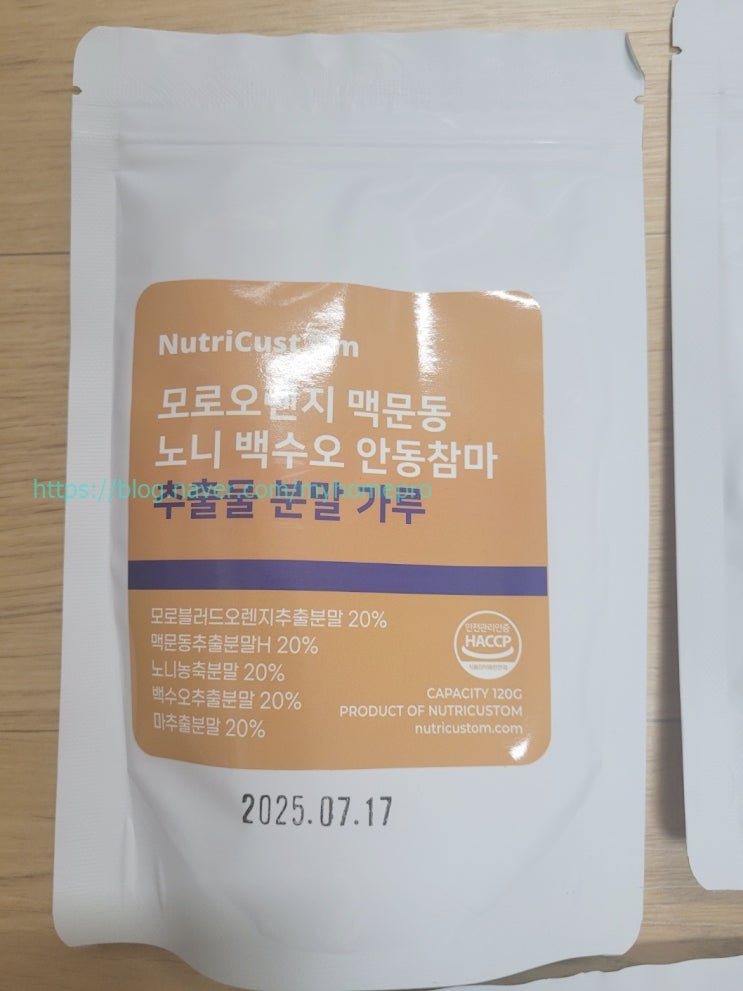 NutriCustom
모로오렌지 맥문동
노니 백수오 안동참마
https://blog.naver.com/myhomepro
추출물 분말 가루
모로블러드오렌지추출분말 20%
맥문동추출분말H 20%
노니농축분말 20%
백수오추출분말 20%
마추출분말 20%
안전관리인증
HACCP
CAPACITY 120G
PRODUCT OF NUTRICUSTOM
nutricustom.com
2025.07.17